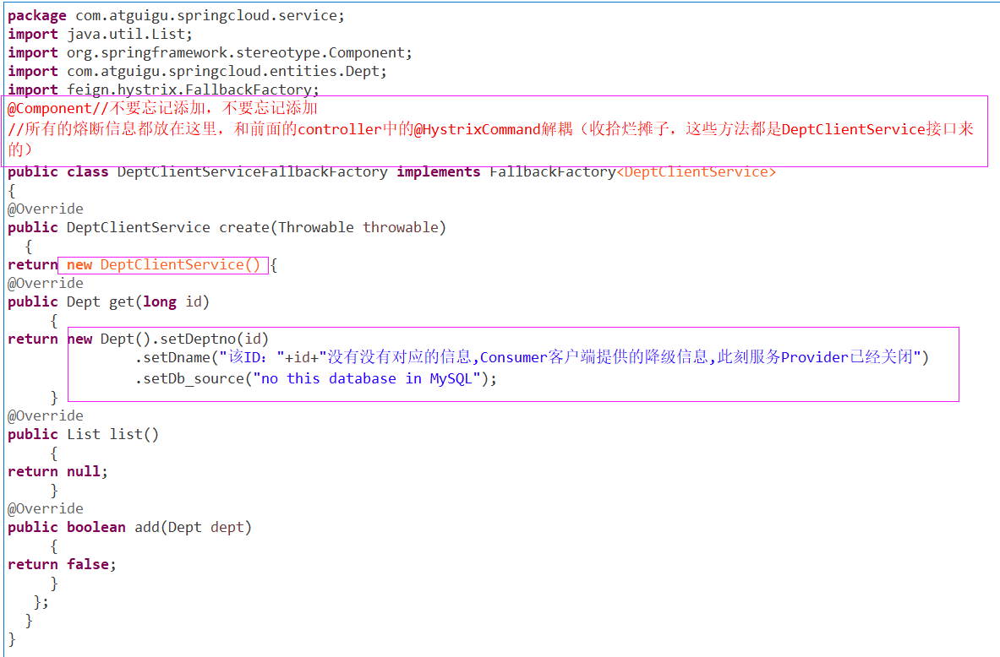 package com.atguigu.springcloud.service;
import java.util.List;
import org.springframework.stereotype.Component;
import com.atguigu.springcloud.entities.Dept;
import feign.hystrix.FallbackFactory;
@Component//不要忘记添加，不要忘记添加
//所有的熔断信息都放在这里，和前面的controller中的@HystrixCommand解耦（收拾烂摊子，这些方法都是DeptClientService接口来
的）
public class DeptClientServiceFallbackFactory implements FallbackFactory<DeptClientService>
{
@Override
public DeptClientService create(Throwable throwable)
{
return new DeptClientService() {
@Override
public Dept get(long id)
{
return new Dept().setDeptno(id)
.setDname("该ID："+id+"没有没有对应的信息,Consumer客户端提供的降级信息,此刻服务Provider已经关闭")
.setDb_source("no this database in MySQL");
}
@Override
public List list()
{
return null;
}
@Override
public boolean add(Dept dept)
{
return false;
}
};
}
}